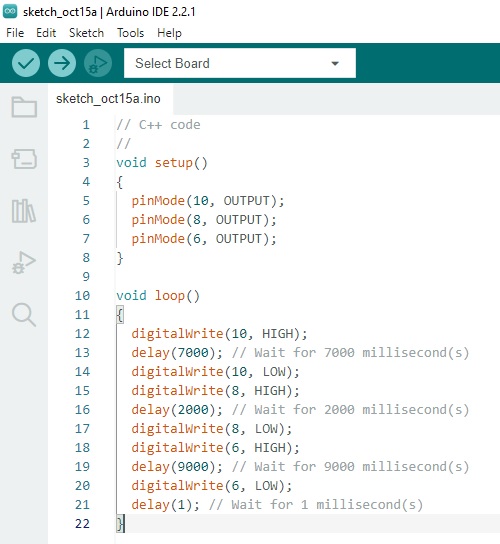 sketch_oct15a | Arduino IDE 2.2.1
File Edit Sketch Tools Help
Select Board
sketch_oct15a.ino
1 // C++ code
2 //
3 void setup()
4 {
5 pinMode(10, OUTPUT);
6 pinMode(8, OUTPUT);
7 pinMode(6, OUTPUT);
8 }
9
10 void loop()
11 {
12 digitalWrite(10, HIGH);
13 delay(7000); // Wait for 7000 millisecond(s)
14 digitalWrite(10, LOW);
15 digitalWrite(8, HIGH);
16 delay(2000); // Wait for 2000 millisecond(s)
17 digitalWrite(8, LOW);
18 digitalWrite(6, HIGH);
19 delay(9000); // Wait for 9000 millisecond(s)
20 digitalWrite(6, LOW);
21 delay(1); // Wait for 1 millisecond(s)
22 }